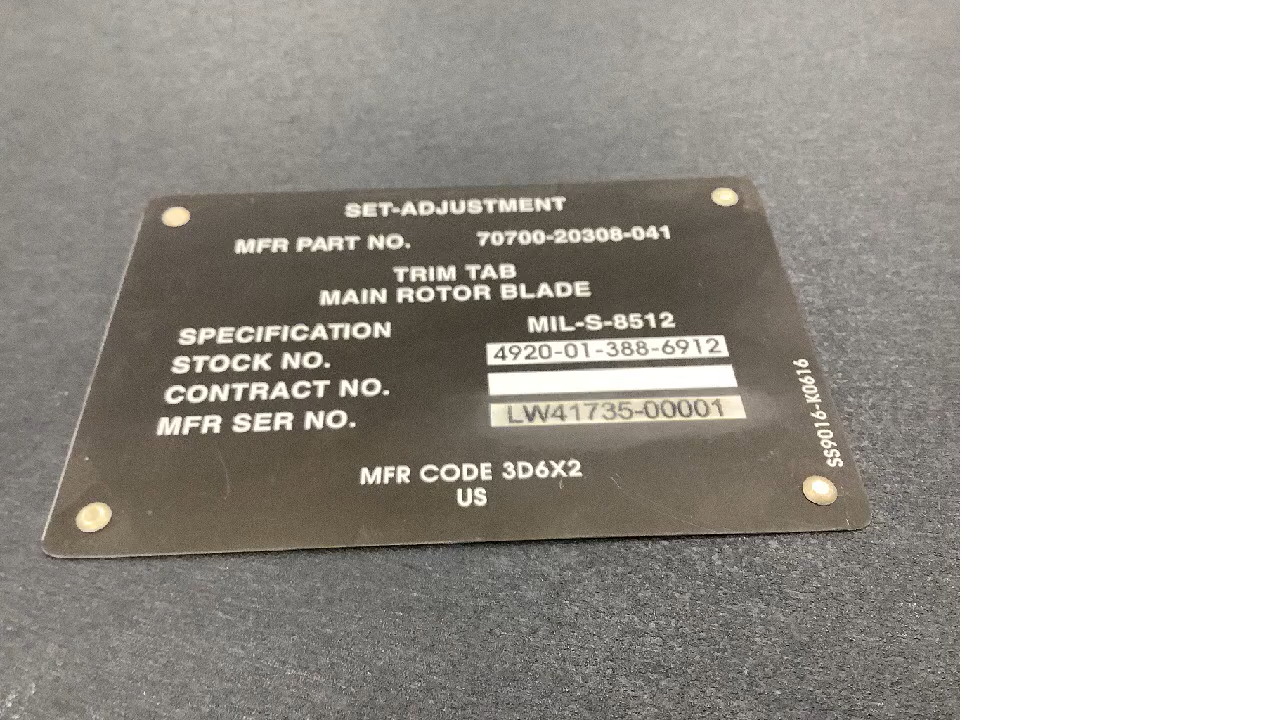 SET-ADJUSTMENT
MFR PART NO. 70700-20308-041
TRIM TAB
MAIN ROTOR BLADE
SPECIFICATION MIL-S-8512
STOCK NO. 4920-01-388-6912
CONTRACT NO.
MFR SER NO. LW41735-00001
MFR CODE 3D6X2
US
SS9016-K0616